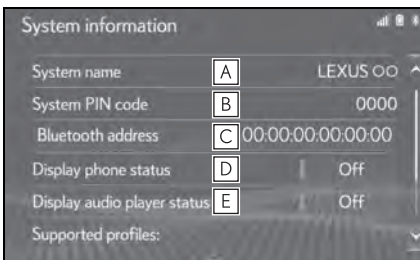 System information
System name A LEXUS OO
System PIN code B 0000
Bluetooth address C 00:00:00:00:00:00
Display phone status D Off
Display audio player status E Off
Supported profiles: